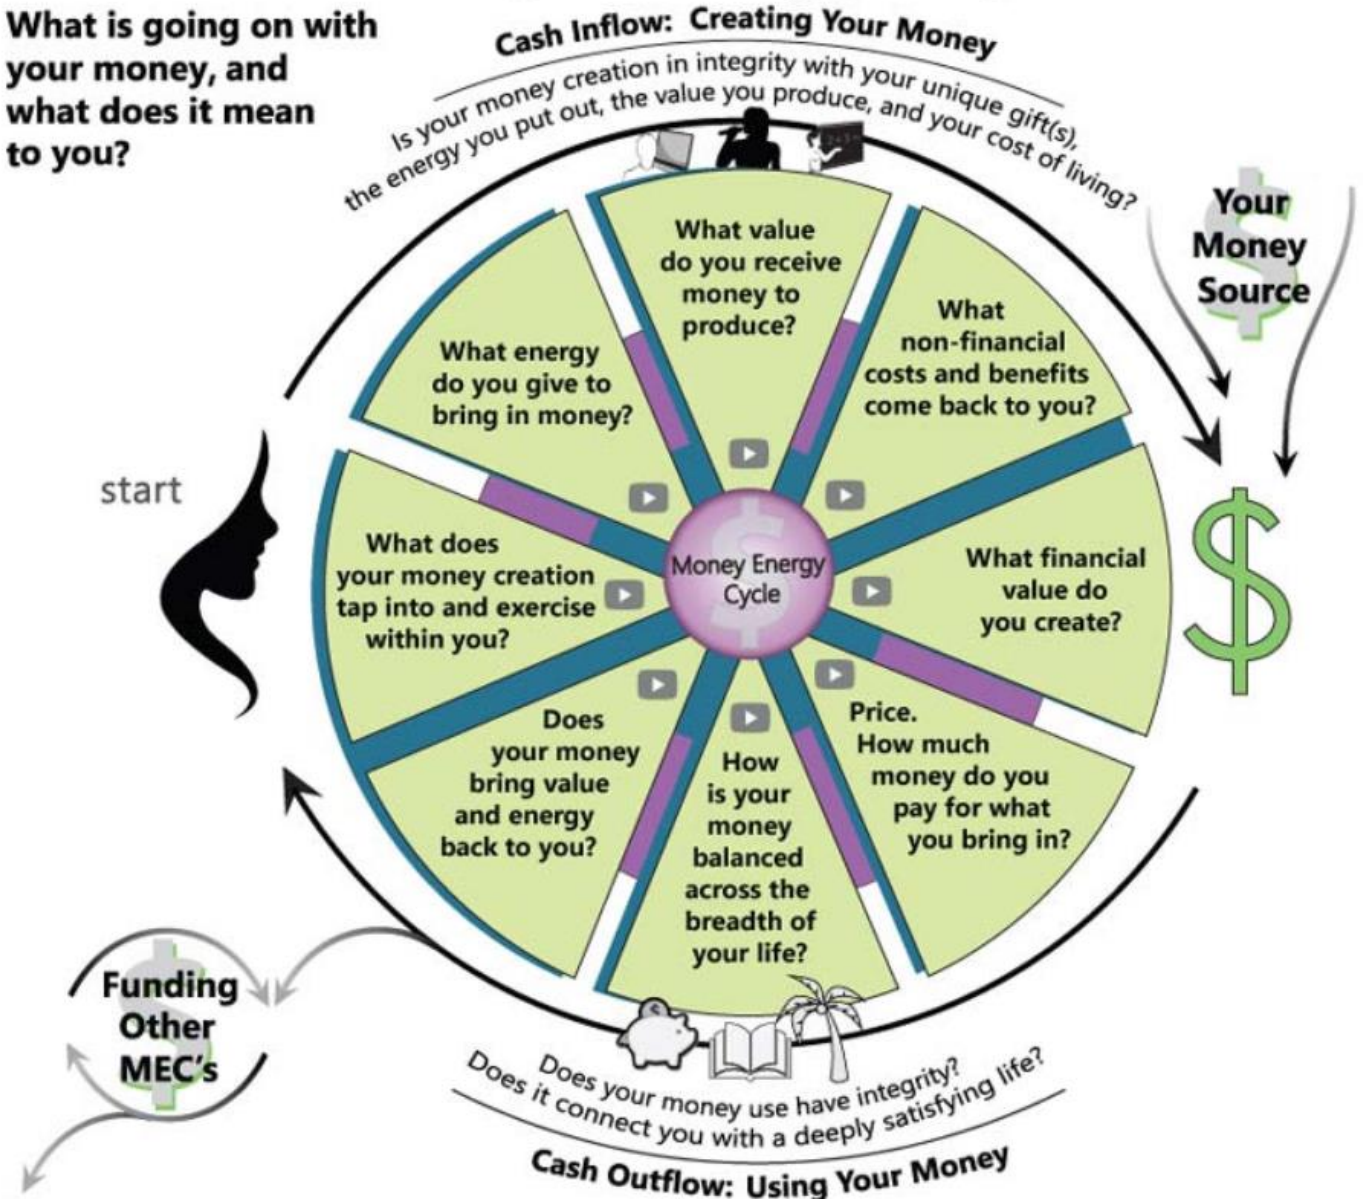 What is going on with
your money, and
what does it mean
to you?
Cash Inflow: Creating Your Money
Is your money creation in integrity with your unique gift(s),
the energy you put out, the value you produce, and your cost of living?
Your
Money
Source
start
What value
do you receive
money to
produce?
What
non-financial
costs and benefits
come back to you?
What financial
value do
you create?
Price.
How much
money do you
pay for what
you bring in?
How
is your
money
balanced
across the
breadth of
your life?
Does
your money
bring value
and energy
back to you?
What does
your money creation
tap into and exercise
within you?
What energy
do you give to
bring in money?
Money Energy
Cycle
$
Funding
Other
MEC's
Does your money use have integrity?
Does it connect you with a deeply satisfying life?
Cash Outflow: Using Your Money